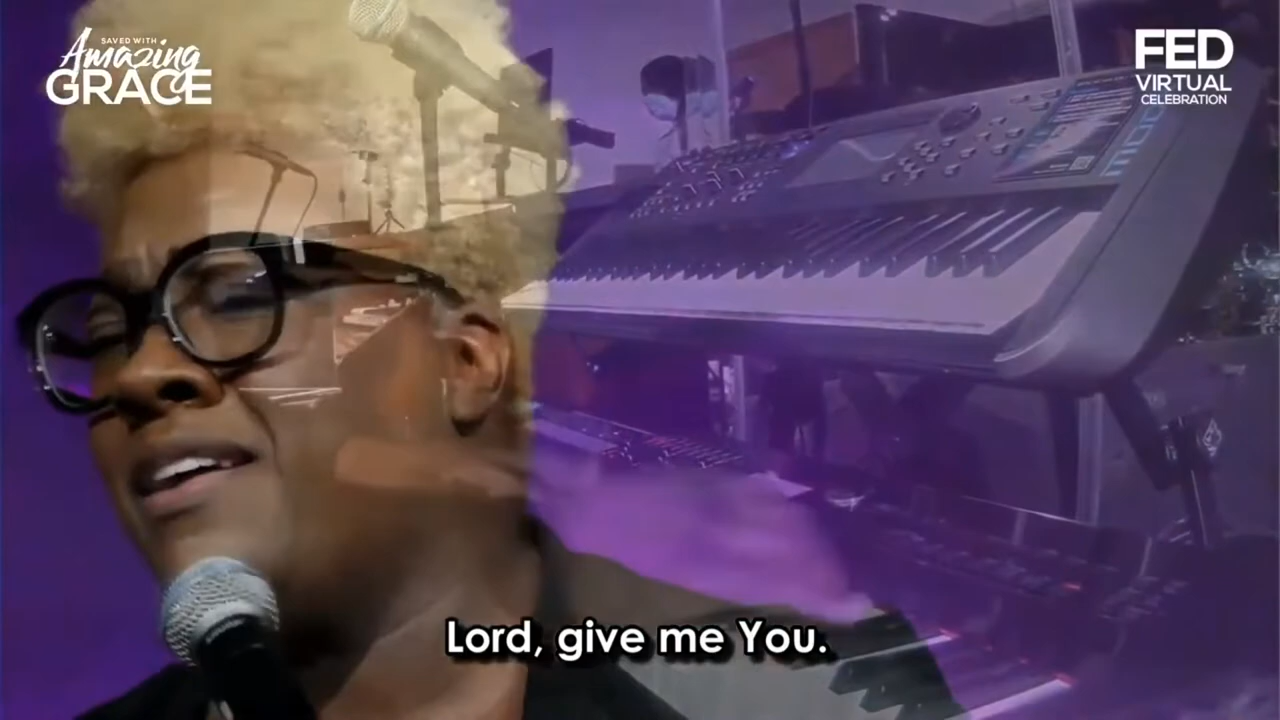 SAVED WITH
Amazing
GRACE
FED
VIRTUAL
CELEBRATION
Lord, give me You.